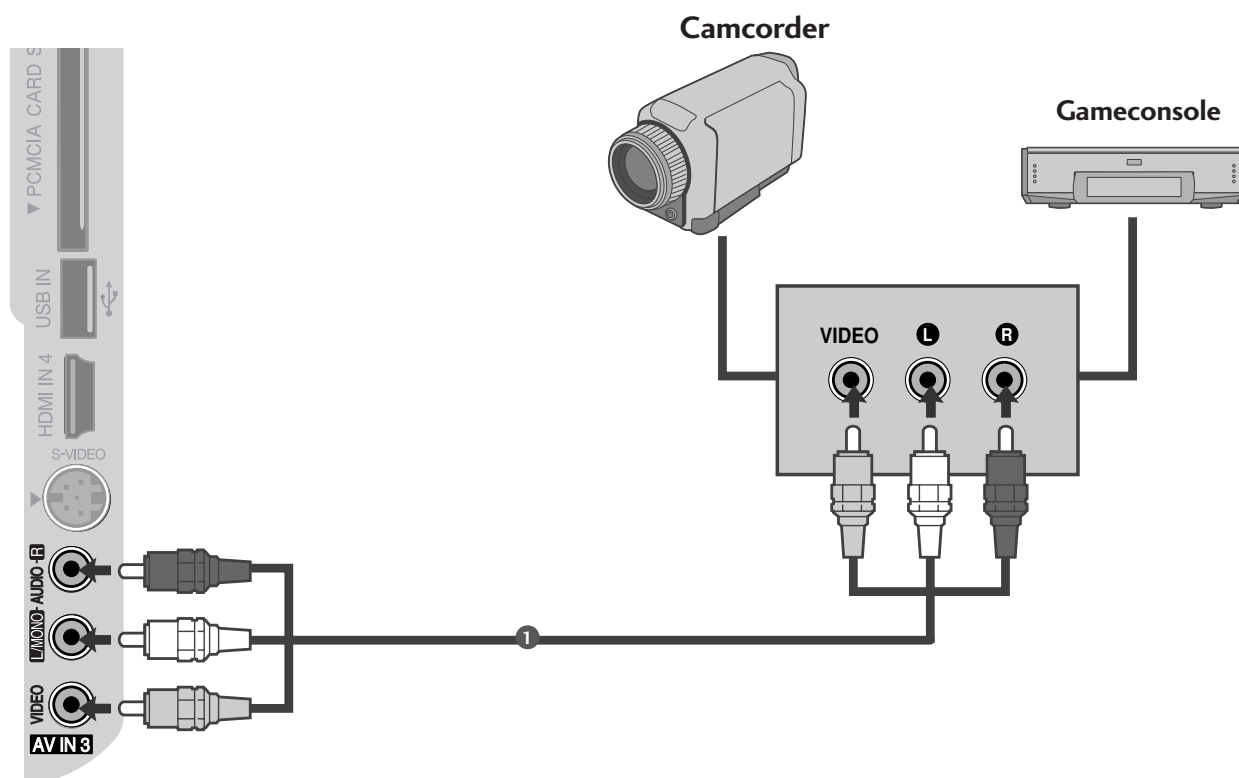 Camcorder
Gameconsole
▼ PCMCIA CARD S
USB IN
HDMI IN 4
S-VIDEO
AUDIO -R
L/MONO-
VIDEO
AV IN 3
VIDEO L R
1